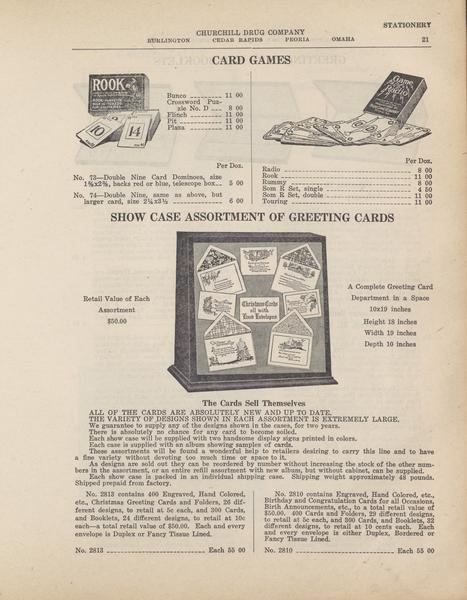 STATIONERY
CHURCHILL DRUG COMPANY
BURLINGTON CEDAR RAPIDS PEORIA OMAHA 21
CARD GAMES
ROOK
10
14
Game of Radio
Bunco 11 00
Crossword Puz-
zle No. D 8 00
Flinch 11 00
Pit 11 00
Plaza 11 00
Per Doz.
No. 73—Double Nine Card Dominoes, size
1⅝x2⅜, backs red or blue, telescope box 5 00
No. 74—Double Nine, same as above, but
larger card, size 2¼x3½ 6 00
Per Doz.
Radio 8 00
Rook 11 00
Rummy 8 00
Som R Set, single 4 50
Som R Set, double 11 00
Touring 11 00
SHOW CASE ASSORTMENT OF GREETING CARDS
Retail Value of Each
Assortment
$50.00
Christmas Cards
all with
Lined Envelopes
A Complete Greeting Card
Department in a Space
10x19 inches
Height 18 inches
Width 19 inches
Depth 10 inches
The Cards Sell Themselves
ALL OF THE CARDS ARE ABSOLUTELY NEW AND UP TO DATE.
THE VARIETY OF DESIGNS SHOWN IN EACH ASSORTMENT IS EXTREMELY LARGE.
We guarantee to supply any of the designs shown in the cases, for two years.
There is absolutely no chance for any card to become soiled.
Each show case will be supplied with two handsome display signs printed in colors.
Each case is supplied with an album showing samples of cards.
These assortments will be found a wonderful help to retailers desiring to carry this line and to have
a fine variety without devoting too much time or space to it.
As designs are sold out they can be reordered by number without increasing the stock of the other num-
bers in the assortment, or an entire refill assortment with new album, but without cabinet, can be supplied.
Each show case is packed in an individual shipping case. Shipping weight approximately 48 pounds.
Shipped prepaid from factory.
No. 2813 contains 400 Engraved, Hand Colored,
etc., Christmas Greeting Cards and Folders, 26 dif-
ferent designs, to retail at 5c each, and 300 Cards,
and Booklets, 24 different designs, to retail at 10c
each—a total retail value of $50.00. Each and every
envelope is Duplex or Fancy Tissue Lined.
No. 2813 Each 55 00
No. 2810 contains Engraved, Hand Colored, etc.,
Birthday and Congratulation Cards for all Occasions,
Birth Announcements, etc., to a total retail value of
$50.00. 400 Cards and Folders, 29 different designs,
to retail at 5c each, and 300 Cards, and Booklets, 32
different designs, to retail at 10 cents each. Each
and every envelope is either Duplex, Bordered or
Fancy Tissue Lined.
No. 2810 Each 55 00